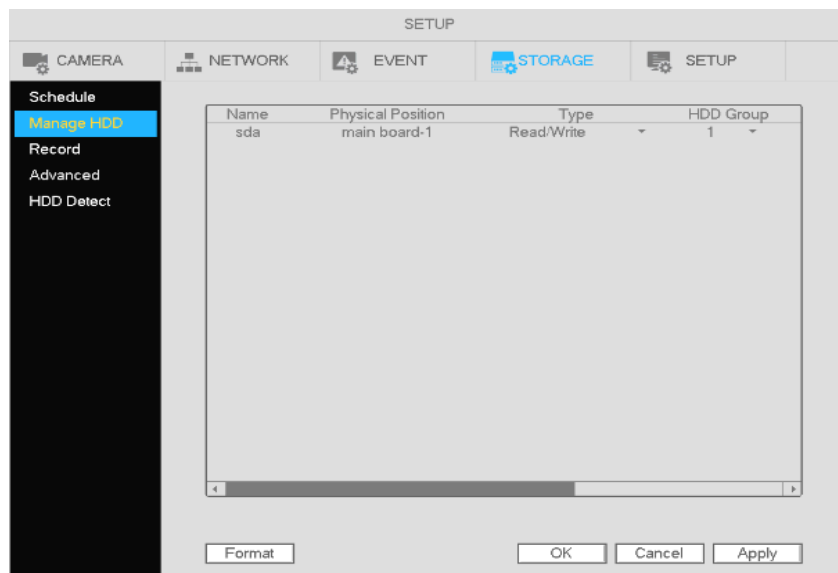 SETUP
CAMERA NETWORK EVENT STORAGE SETUP
Schedule
Manage HDD
Record
Advanced
HDD Detect
Name Physical Position Type HDD Group
sda main board-1 Read/Write 1
Format OK Cancel Apply